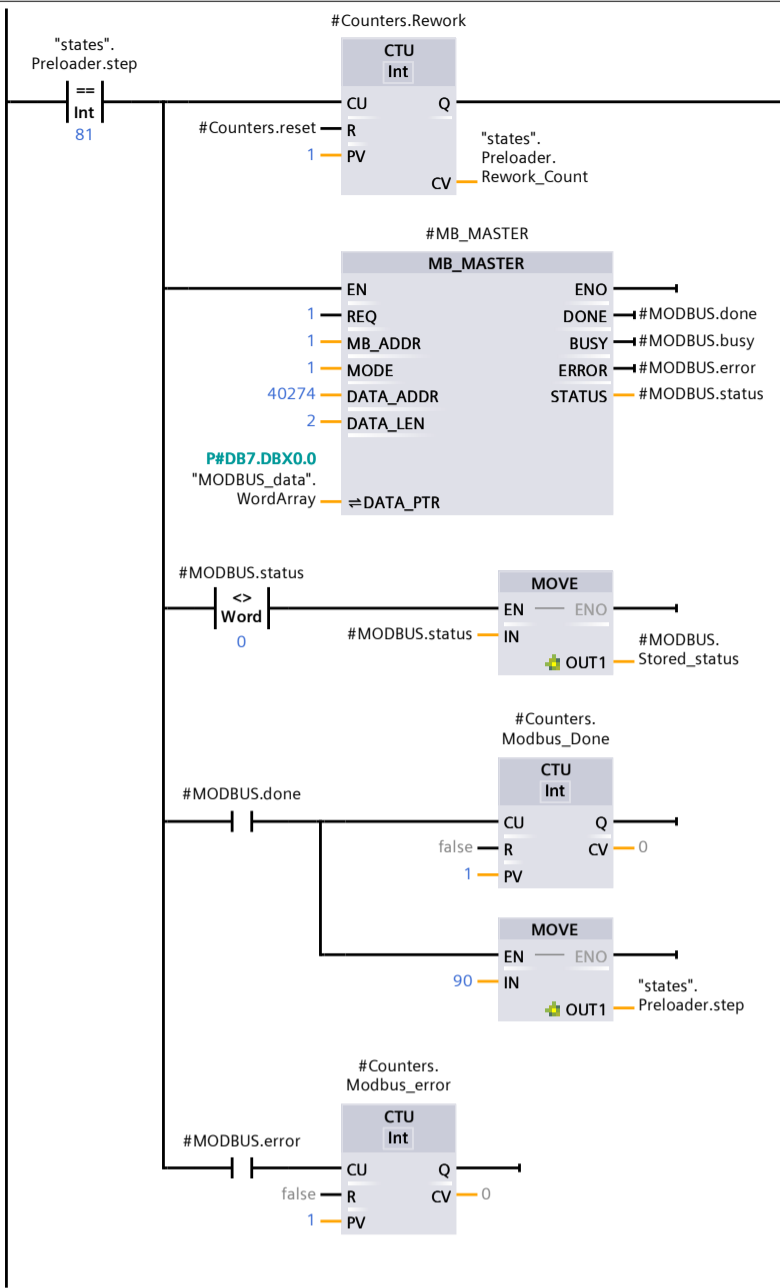 #Counters.Rework
"states".
Preloader.step
CTU
Int
==
Int
81
CU
Q
#Counters.reset
R
1
PV
"states".
Preloader.
Rework_Count
CV
#MB_MASTER
MB_MASTER
EN
ENO
1
REQ
DONE
#MODBUS.done
1
MB_ADDR
BUSY
#MODBUS.busy
1
MODE
ERROR
#MODBUS.error
40274
DATA_ADDR
STATUS
#MODBUS.status
2
DATA_LEN
P#DB7.DBX0.0
"MODBUS_data".
WordArray
DATA_PTR
#MODBUS.status
<>
Word
0
MOVE
EN
ENO
#MODBUS.status
IN
OUT1
#MODBUS.
Stored_status
#Counters.
Modbus_Done
CTU
Int
#MODBUS.done
CU
Q
false
R
CV
0
1
PV
MOVE
EN
ENO
90
IN
OUT1
"states".
Preloader.step
#Counters.
Modbus_error
CTU
Int
#MODBUS.error
CU
Q
false
R
CV
0
1
PV